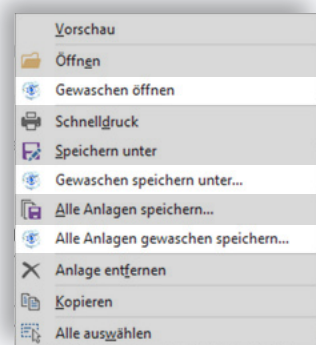 Vorschau
Öffnen
Gewaschen öffnen
Schnelldruck
Speichern unter
Gewaschen speichern unter...
Alle Anlagen speichern...
Alle Anlagen gewaschen speichern...
Anlage entfernen
Kopieren
Alle auswählen